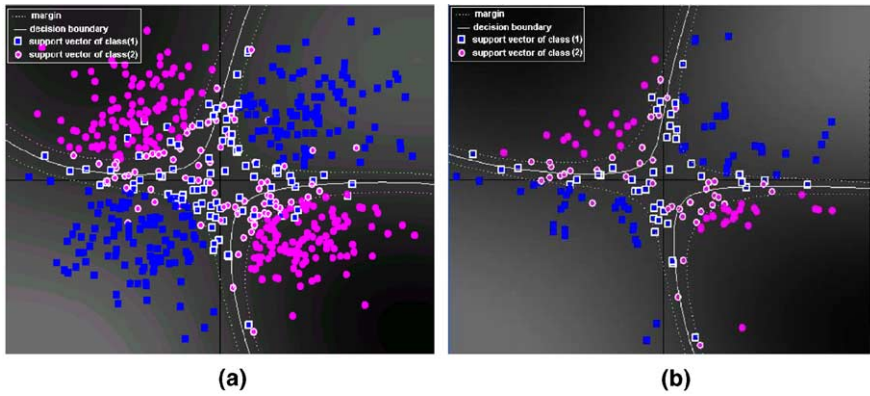 margin
decision boundary
support vector of class(1)
support vector of class(2)
margin
decision boundary
support vector of class(1)
support vector of class(2)
(a)
(b)